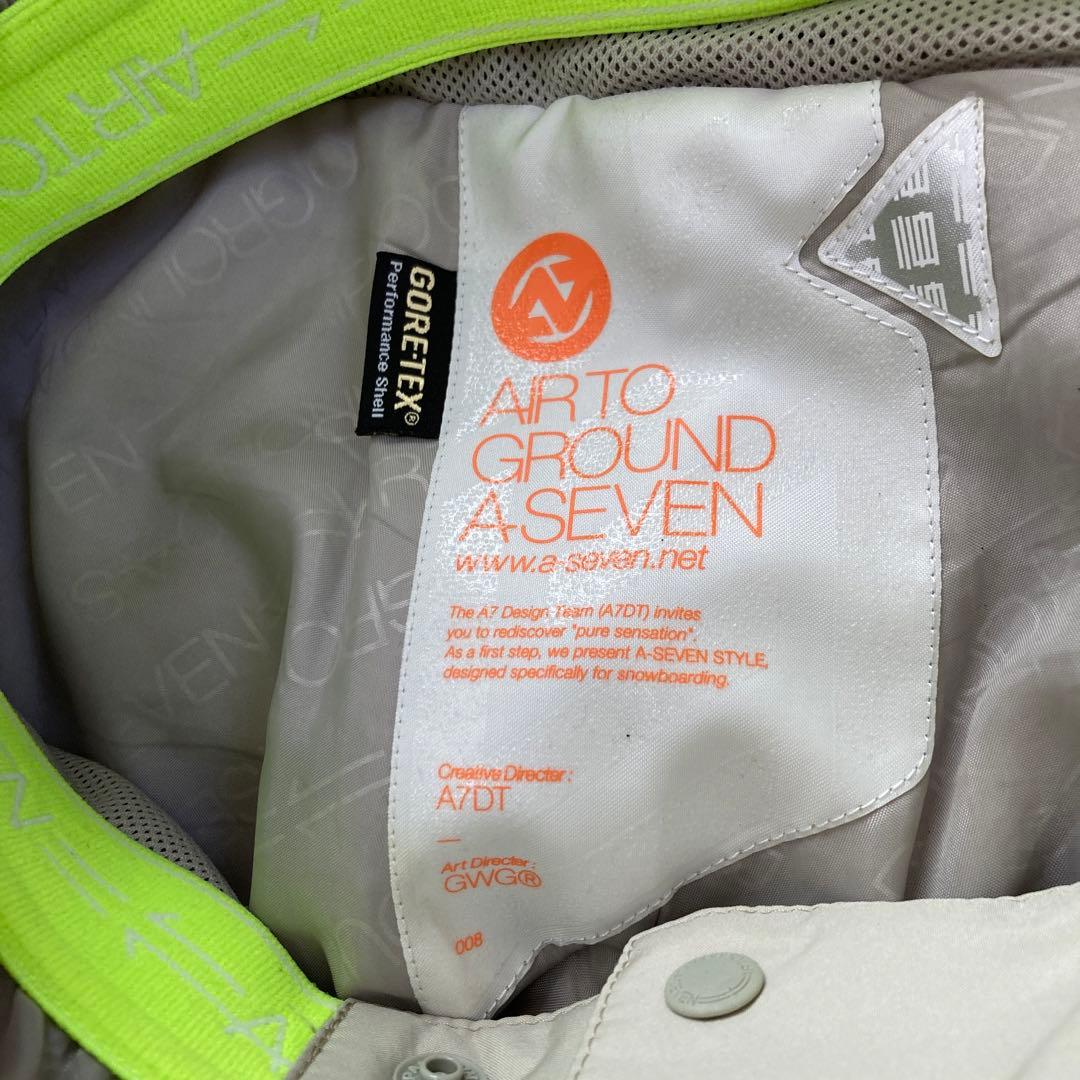 AIRTO
GORE-TEX®
Performance Shell
AIR TO
GROUND
A-SEVEN
www.a-seven.net
The A7 Design Team (A7DT) invites
you to rediscover "pure sensation".
As a first step, we present A-SEVEN STYLE,
designed specifically for snowboarding.
Creative Directer :
A7DT
—
Art Directer :
GWG®
008